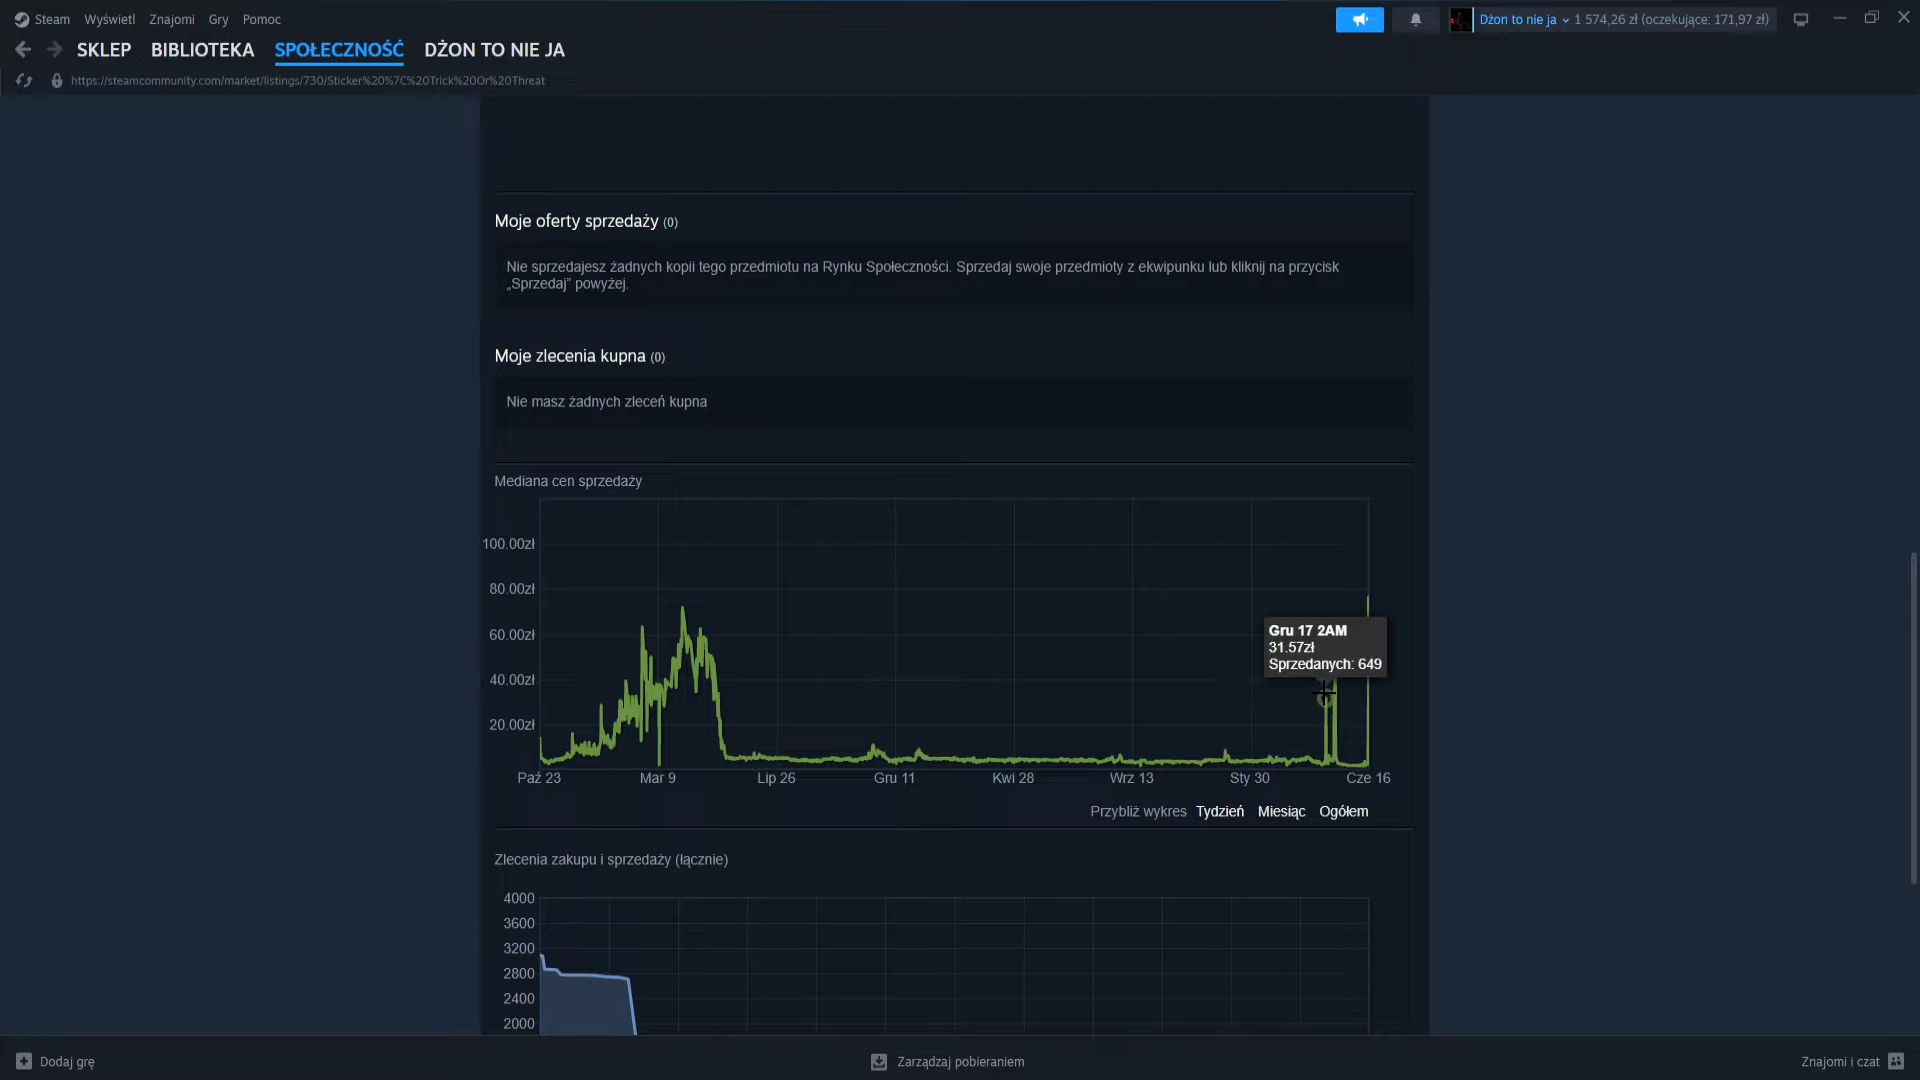 Steam Wyświetl Znajomi Gry Pomoc
Dżon to nie ja 1 574,26 zł (oczekujące: 171,97 zł)
SKLEP BIBLIOTEKA SPOŁECZNOŚĆ DŻON TO NIE JA
https://steamcommunity.com/market/listings/730/Sticker%20%7C%20Trick%20Or%20Threat
Moje oferty sprzedaży (0)
Nie sprzedajesz żadnych kopii tego przedmiotu na Rynku Społeczności. Sprzedaj swoje przedmioty z ekwipunku lub kliknij na przycisk
„Sprzedaj” powyżej.
Moje zlecenia kupna (0)
Nie masz żadnych zleceń kupna
Mediana cen sprzedaży
100.00zł
80.00zł
60.00zł
40.00zł
20.00zł
Gru 17 2AM
31.57zł
Sprzedanych: 649
Paź 23 Mar 9 Lip 26 Gru 11 Kwi 28 Wrz 13 Sty 30 Cze 16
Przybliż wykres Tydzień Miesiąc Ogółem
Zlecenia zakupu i sprzedaży (łącznie)
4000
3600
3200
2800
2400
2000
Dodaj grę
Zarządzaj pobieraniem
Znajomi i czat